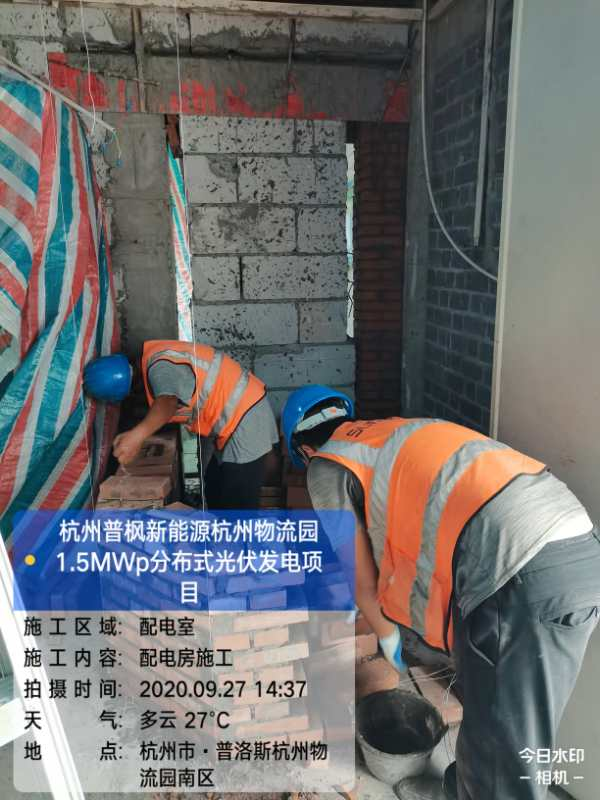 杭州普枫新能源杭州物流园
1.5MWp分布式光伏发电项
目
施工区域: 配电室
施工内容: 配电房施工
拍摄时间: 2020.09.27 14:37
天气: 多云 27℃
地点: 杭州市·普洛斯杭州物
流园南区
今日水印
相机